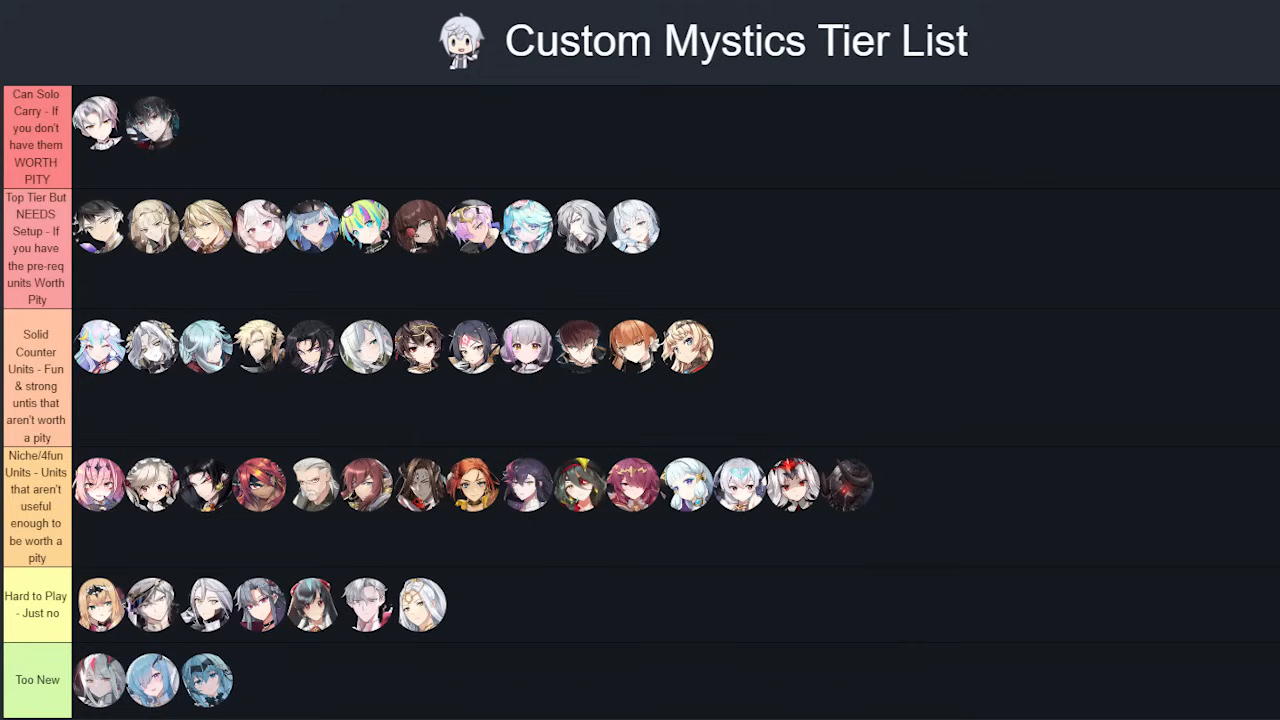 Custom Mystics Tier List
Can Solo
Carry - If
you don't
have them
WORTH
PITY
Top Tier But
NEEDS
Setup - If
you have
the pre-req
units Worth
Pity
Solid
Counter
Units - Fun
& strong
untis that
aren't worth
a pity
Niche/4fun
Units - Units
that aren't
useful
enough to
be worth a
pity
Hard to Play
- Just no
Too New